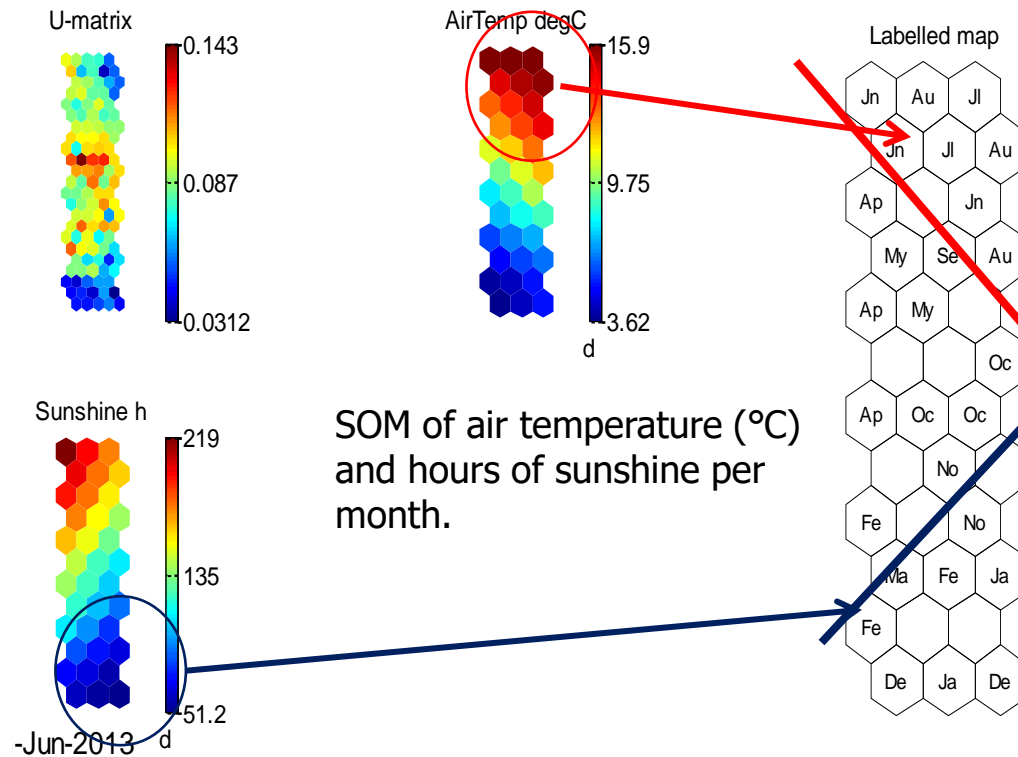 U-matrix
0.143
0.087
0.0312
AirTemp degC
15.9
9.75
3.62
d
Labelled map
Jn Au Jl
Jn Jl Au
Ap Jn
My Se Au
Ap My
Oc
Ap Oc Oc
No
Fe No
Ma Fe Ja
Fe
De Ja De
Sunshine h
219
135
51.2
d
-Jun-2013
SOM of air temperature (°C)
and hours of sunshine per
month.